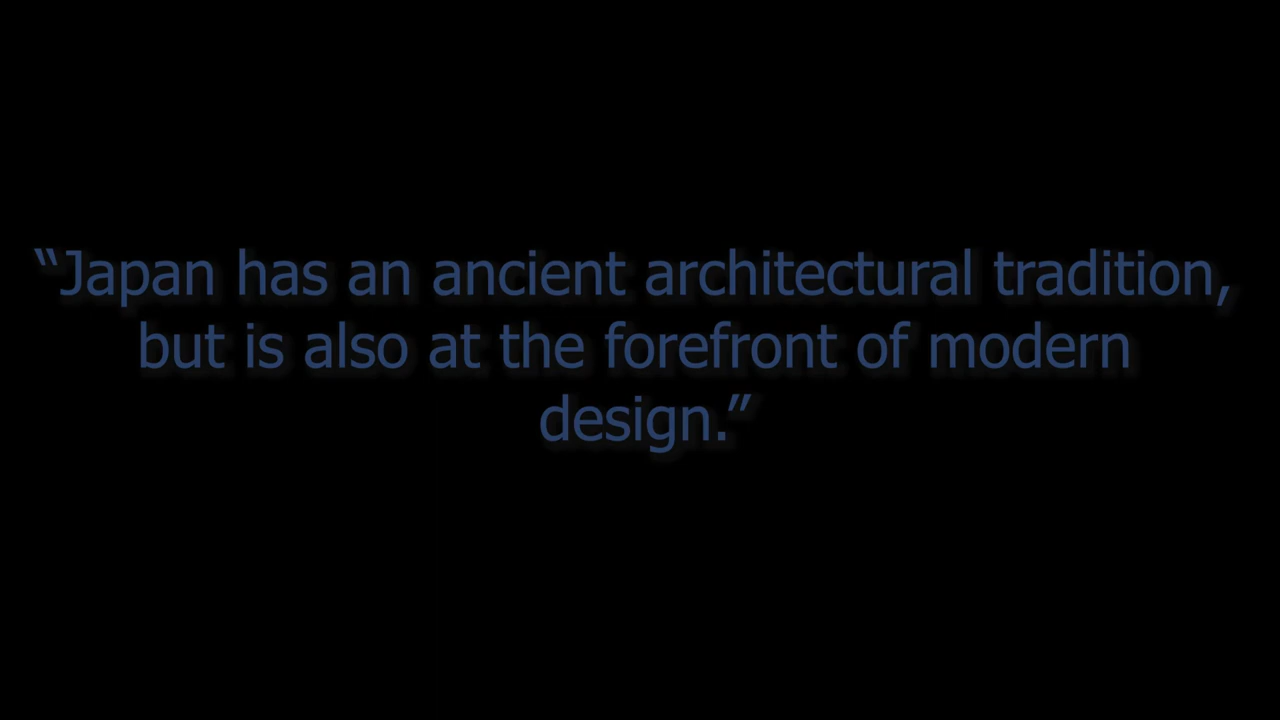 “Japan has an ancient architectural tradition,
but is also at the forefront of modern
design.”